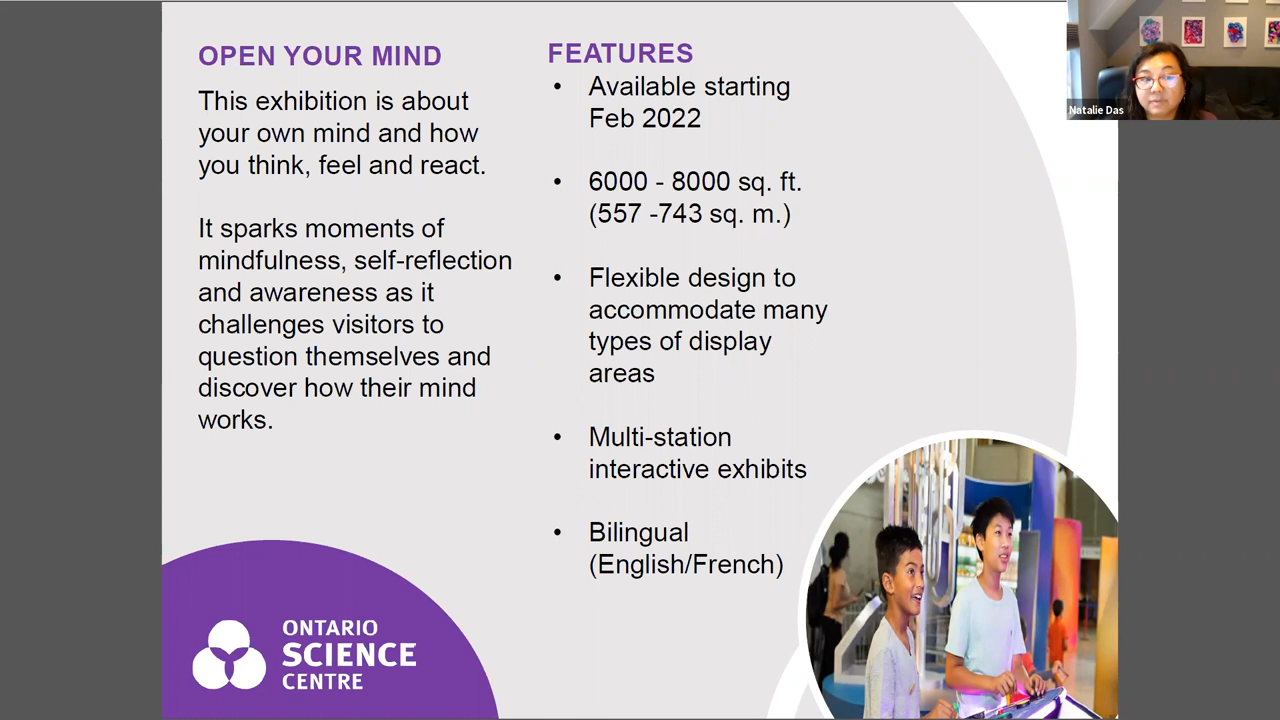 OPEN YOUR MIND
This exhibition is about
your own mind and how
you think, feel and react.
It sparks moments of
mindfulness, self-reflection
and awareness as it
challenges visitors to
question themselves and
discover how their mind
works.
FEATURES
• Available starting
Feb 2022
• 6000 - 8000 sq. ft.
(557 -743 sq. m.)
• Flexible design to
accommodate many
types of display
areas
• Multi-station
interactive exhibits
• Bilingual
(English/French)
ONTARIO
SCIENCE
CENTRE
Natalie Das